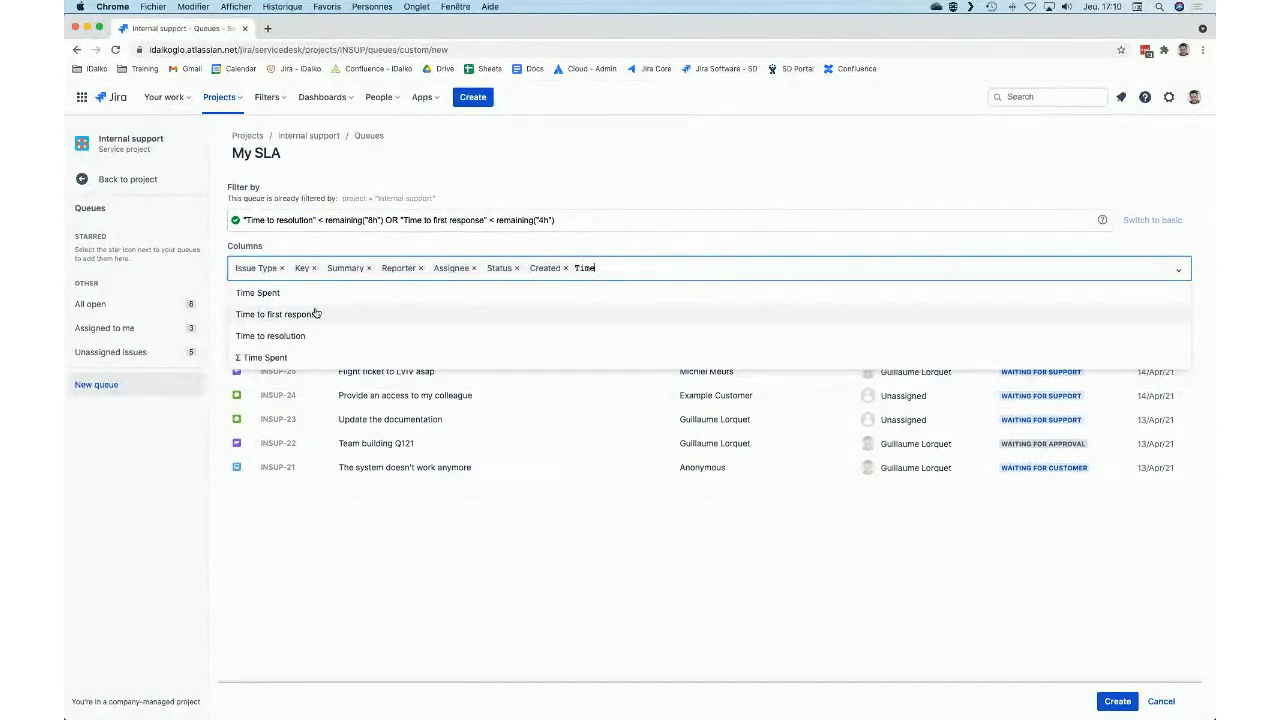 Chrome Fichier Modifier Afficher Historique Favoris Personnes Onglet Fenêtre Aide Jeu. 17:10
Internal support - Queues - Se
idalkoglo.atlassian.net/jira/servicedesk/projects/INSUP/queues/custom/new
iDalko Training Gmail Calendar Jira - iDalko Confluence - iDalko Drive Sheets Docs Cloud - Admin Jira Core Jira Software - SD SD Portal Confluence
Jira Your work Projects Filters Dashboards People Apps Create Search
Internal support
Service project
Back to project
Queues
STARRED
Select the star icon next to your queues
to add them here.
OTHER
All open 6
Assigned to me 3
Unassigned issues 5
New queue
You're in a company-managed project
Projects / Internal support / Queues
My SLA
Filter by
This queue is already filtered by: project = "Internal support"
"Time to resolution" < remaining("8h") OR "Time to first response" < remaining("4h") Switch to basic
Columns
Issue Type × Key × Summary × Reporter × Assignee × Status × Created × Time
Time Spent
Time to first response
Time to resolution
Σ Time Spent
INSUP-25 Flight ticket to LVIV asap Michiel Meurs Guillaume Lorquet WAITING FOR SUPPORT 14/Apr/21
INSUP-24 Provide an access to my colleague Example Customer Unassigned WAITING FOR SUPPORT 14/Apr/21
INSUP-23 Update the documentation Guillaume Lorquet Unassigned WAITING FOR SUPPORT 13/Apr/21
INSUP-22 Team building Q121 Guillaume Lorquet Guillaume Lorquet WAITING FOR APPROVAL 13/Apr/21
INSUP-21 The system doesn't work anymore Anonymous Guillaume Lorquet WAITING FOR CUSTOMER 13/Apr/21
Create Cancel